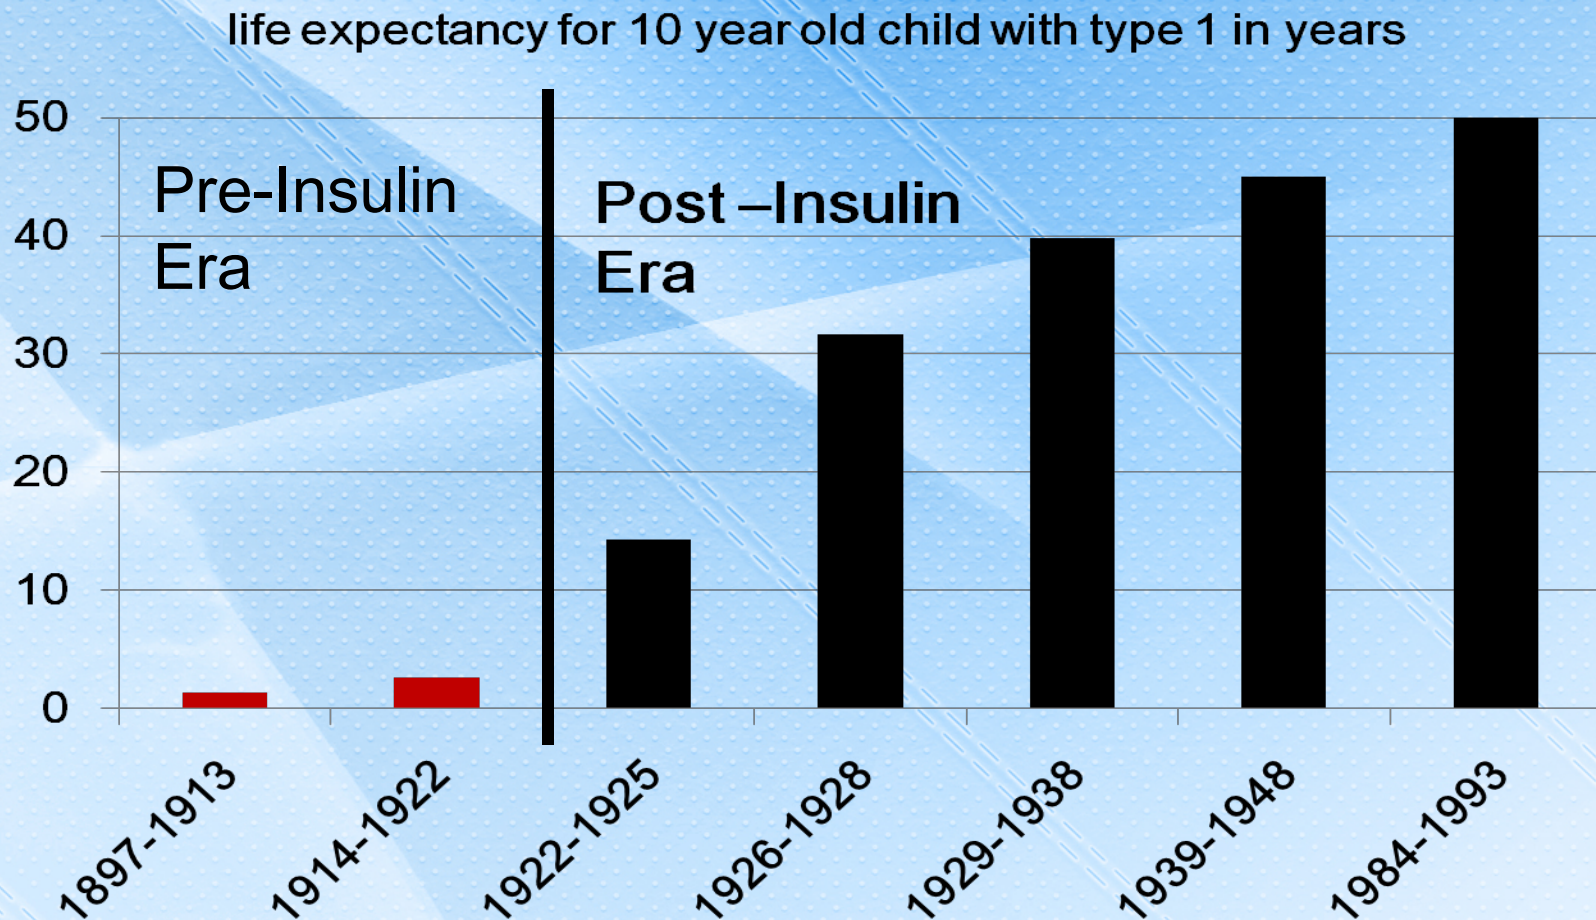 life expectancy for 10 year old child with type 1 in years
50
40
30
20
10
0
Pre-Insulin
Era
Post –Insulin
Era
1897-1913
1914-1922
1922-1925
1926-1928
1929-1938
1939-1948
1984-1993